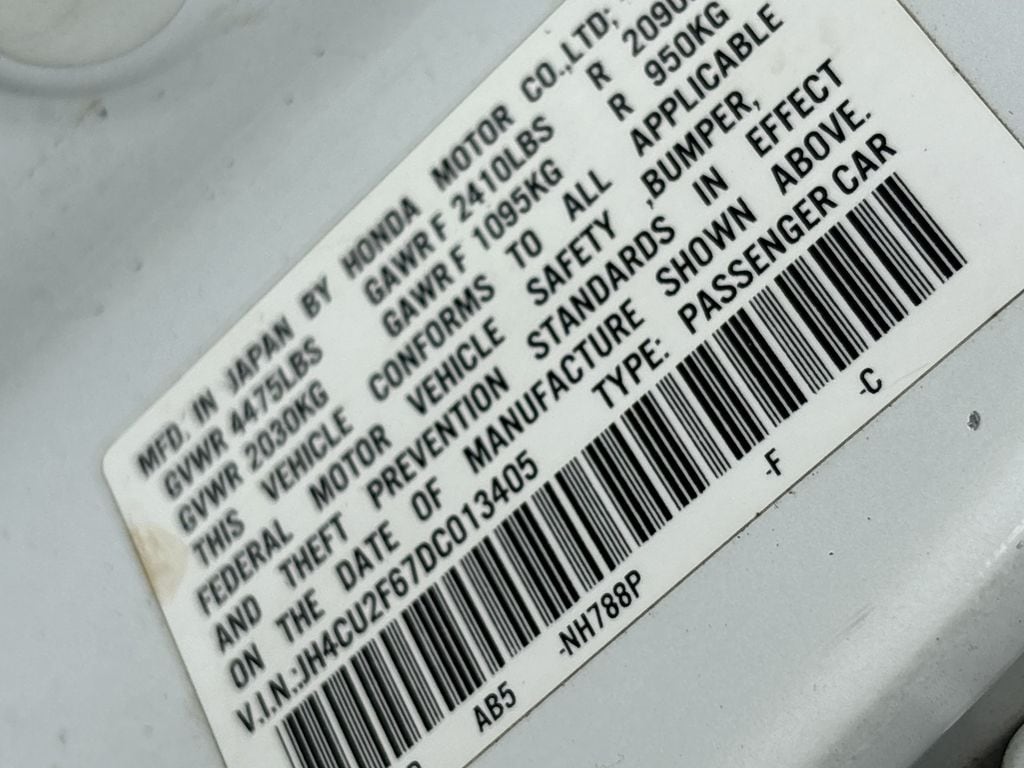 MFD. IN JAPAN BY HONDA MOTOR CO.,LTD;
GVWR 4475LBS GAWR F 2410LBS R 2090
GVWR 2030KG GAWR F 1095KG R 950KG
THIS VEHICLE CONFORMS TO ALL APPLICABLE
FEDERAL MOTOR VEHICLE SAFETY ,BUMPER,
AND THEFT PREVENTION STANDARDS IN EFFECT
ON THE DATE OF MANUFACTURE SHOWN ABOVE.
V.I.N.:JH4CU2F67DC013405 TYPE: PASSENGER CAR
AB5 -NH788P -F -C